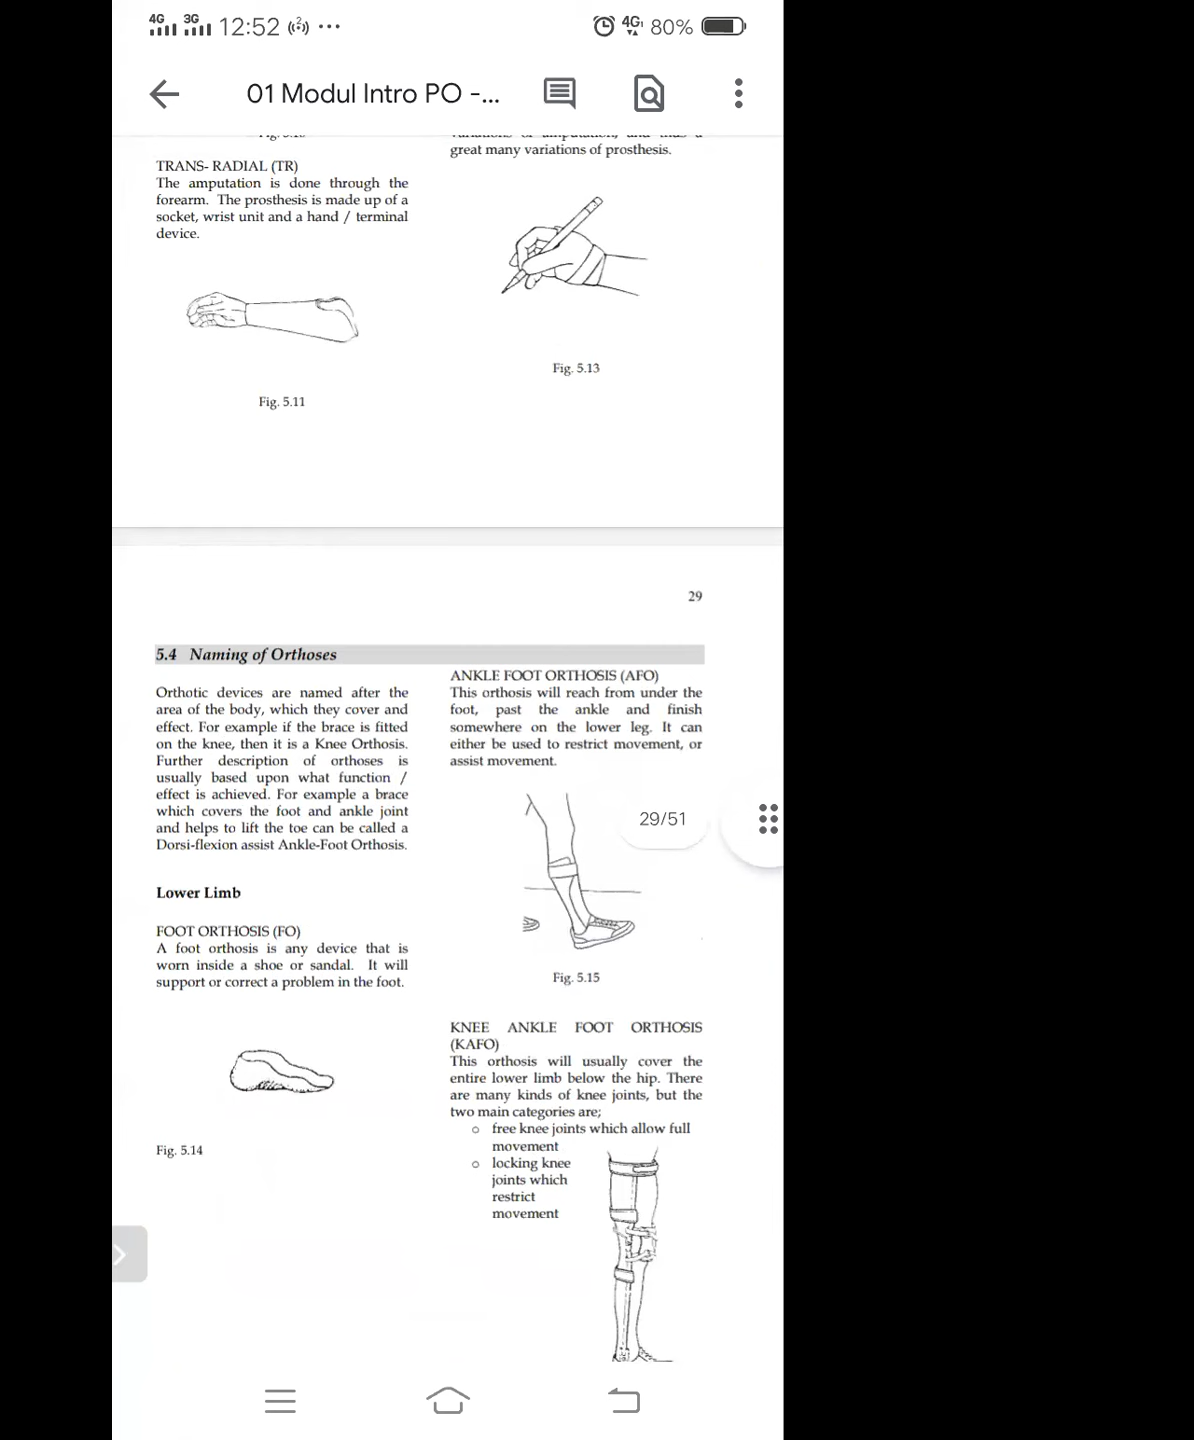 4G 3G 12:52 ··· 4G 80%
01 Modul Intro PO -...
TRANS- RADIAL (TR)
The amputation is done through the
forearm. The prosthesis is made up of a
socket, wrist unit and a hand / terminal
device.
Fig. 5.11
great many variations of prosthesis.
Fig. 5.13
29
5.4 Naming of Orthoses
Orthotic devices are named after the
area of the body, which they cover and
effect. For example if the brace is fitted
on the knee, then it is a Knee Orthosis.
Further description of orthoses is
usually based upon what function /
effect is achieved. For example a brace
which covers the foot and ankle joint
and helps to lift the toe can be called a
Dorsi-flexion assist Ankle-Foot Orthosis.
Lower Limb
FOOT ORTHOSIS (FO)
A foot orthosis is any device that is
worn inside a shoe or sandal. It will
support or correct a problem in the foot.
Fig. 5.14
ANKLE FOOT ORTHOSIS (AFO)
This orthosis will reach from under the
foot, past the ankle and finish
somewhere on the lower leg. It can
either be used to restrict movement, or
assist movement.
29/51
Fig. 5.15
KNEE ANKLE FOOT ORTHOSIS
(KAFO)
This orthosis will usually cover the
entire lower limb below the hip. There
are many kinds of knee joints, but the
two main categories are;
o free knee joints which allow full
movement
o locking knee
joints which
restrict
movement